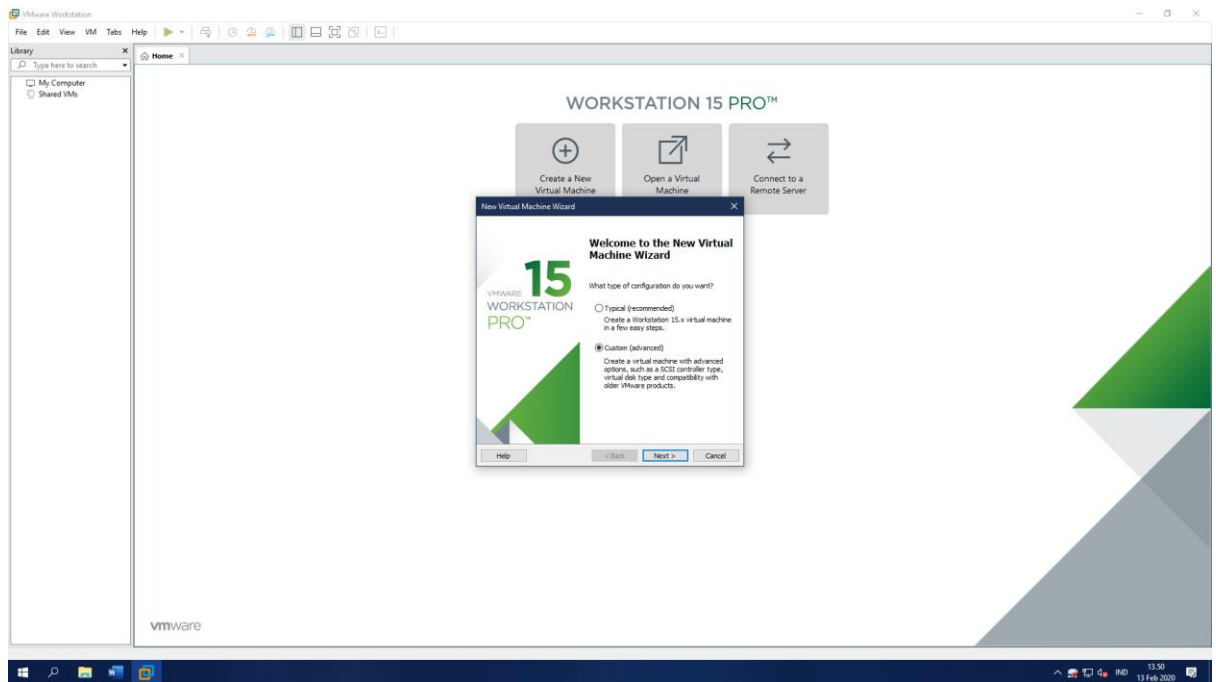 VMware Workstation
File Edit View VM Tabs Help
Library
Home
Type here to search
My Computer
Shared VMs
WORKSTATION 15 PRO™
Create a New
Virtual Machine
Open a Virtual
Machine
Connect to a
Remote Server
New Virtual Machine Wizard
Welcome to the New Virtual
Machine Wizard
15
VMWARE
WORKSTATION
PRO™
What type of configuration do you want?
Typical (recommended)
Create a Workstation 15.x virtual machine
in a few easy steps.
Custom (advanced)
Create a virtual machine with advanced
options, such as a SCSI controller type,
virtual disk type and compatibility with
older VMware products.
Help
< Back
Next >
Cancel
vmware
IND
13.50
13 Feb 2020